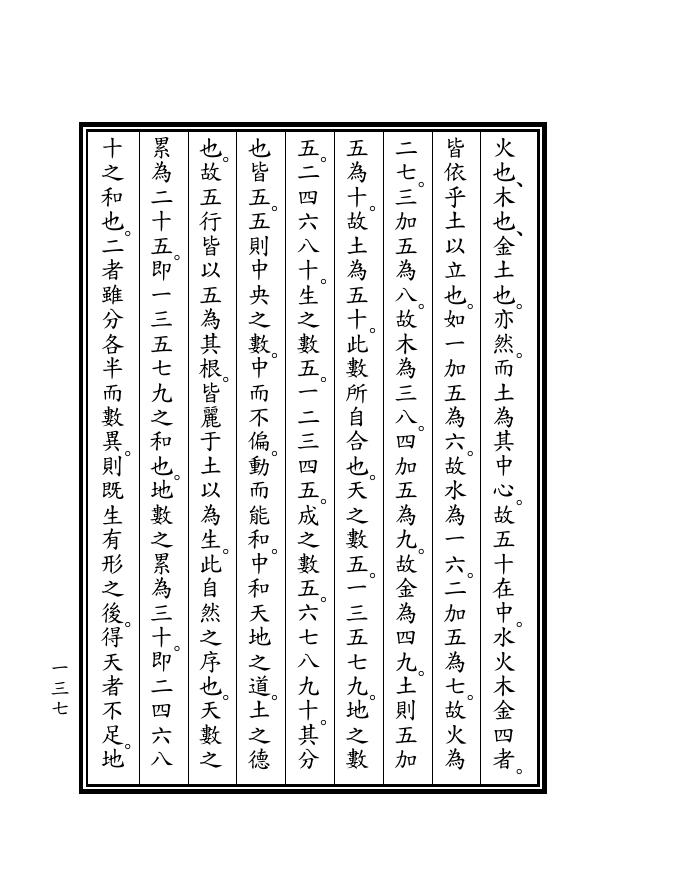 火也、木也、金土也。亦然。而土為其中心。故五十在中。水火木金四者。
皆依乎土以立也。如一加五為六。故水為一六。二加五為七。故火為
二七。三加五為八。故木為三八。四加五為九。故金為四九。土則五加
五為十。故土為五十。此數所自合也。天之數五。一三五七九。地之數
五。二四六八十。生之數五。一二三四五。成之數五。六七八九十。其分
也皆五。五則中央之數。中而不偏。動而能和。中和天地之道。土之德
也。故五行皆以五為其根。皆麗于土以為生。此自然之序也。天數之
累為二十五。即一三五七九之和也。地數之累為三十。即二四六八
十之和也。二者雖分各半而數異。則既生有形之後。得天者不足。地
一三七